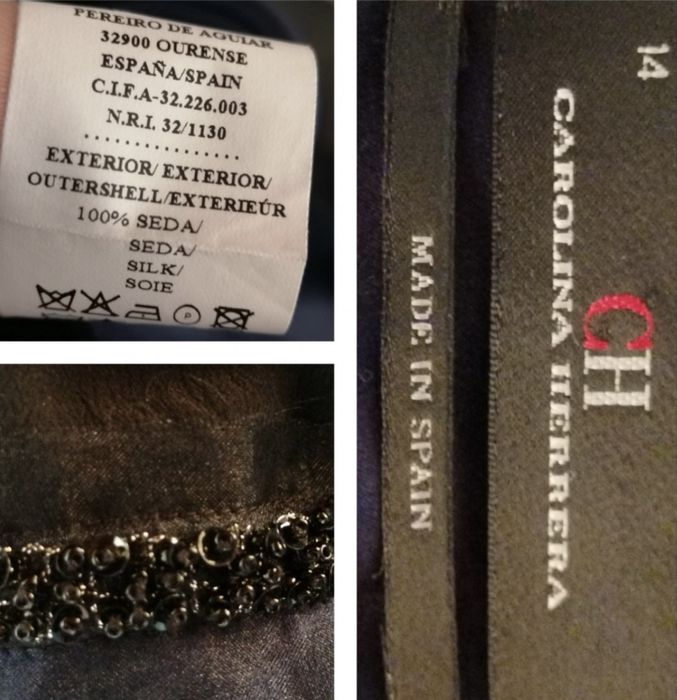 PEREIRO DE AGUIAR
32900 OURENSE
ESPAÑA/SPAIN
C.I.F.A-32.226.003
N.R.I. 32/1130
................
EXTERIOR/ EXTERIOR/
OUTERSHELL/EXTERIEÚR
100% SEDA/
SEDA/
SILK/
SOIE
P
14
CH
CAROLINA HERRERA
MADE IN SPAIN